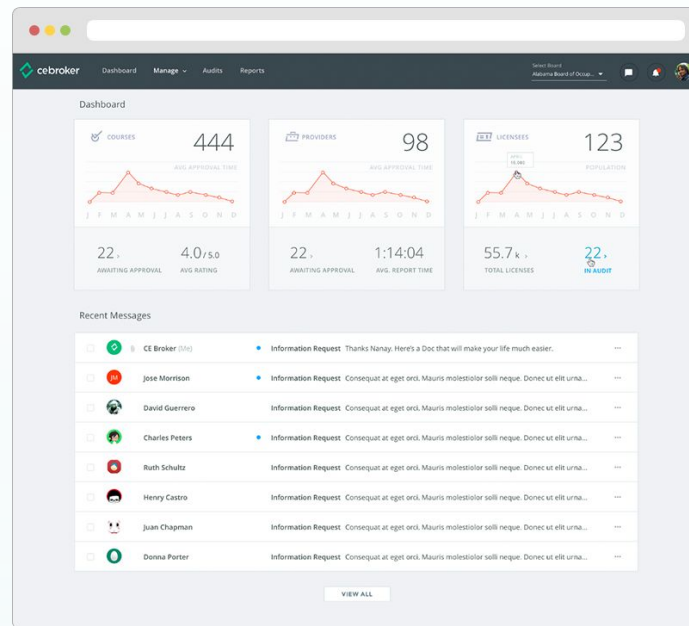 cebroker
Dashboard Manage Audits Reports
Select Board
Alabama Board of Occup...
Dashboard
COURSES 444
AVG APPROVAL TIME
J F M A M J J A S O N D
22 ›
AWAITING APPROVAL
4.0 / 5.0
AVG RATING
PROVIDERS 98
AVG APPROVAL TIME
J F M A M J J A S O N D
22 ›
AWAITING APPROVAL
1:14:04
AVG. REPORT TIME
LICENSEES 123
POPULATION
J F M A M J J A S O N D
55.7 k ›
TOTAL LICENSES
22 ›
IN AUDIT
Recent Messages
CE Broker (Me) Information Request Thanks Nanay. Here's a Doc that will make your life much easier. ...
JM Jose Morrison Information Request Consequat at eget orci. Mauris molestiolor solli neque. Donec ut elit urna... ...
David Guerrero Information Request Consequat at eget orci. Mauris molestiolor solli neque. Donec ut elit urna... ...
Charles Peters Information Request Consequat at eget orci. Mauris molestiolor solli neque. Donec ut elit urna... ...
Ruth Schultz Information Request Consequat at eget orci. Mauris molestiolor solli neque. Donec ut elit urna... ...
Henry Castro Information Request Consequat at eget orci. Mauris molestiolor solli neque. Donec ut elit urna... ...
Juan Chapman Information Request Consequat at eget orci. Mauris molestiolor solli neque. Donec ut elit urna... ...
Donna Porter Information Request Consequat at eget orci. Mauris molestiolor solli neque. Donec ut elit urna... ...
VIEW ALL